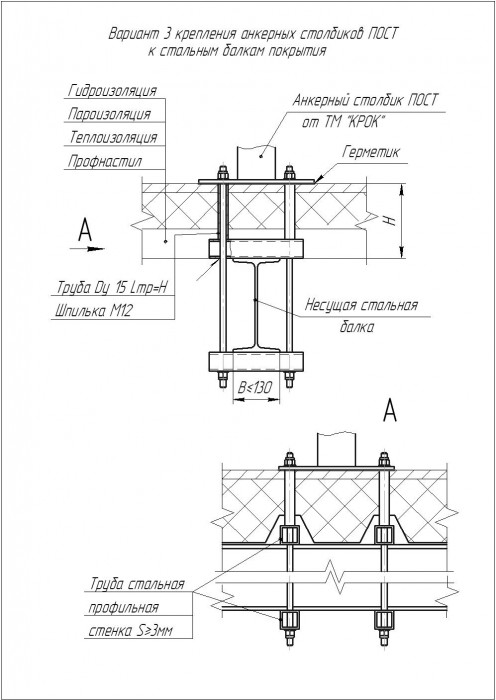 Вариант 3 крепления анкерных столбиков ПОСТ
к стальным балкам покрытия
Гидроизоляция
Пароизоляция
Теплоизоляция
Профнастил
Анкерный столбик ПОСТ
от ТМ "КРОК"
Герметик
А
Н
Труба Dу 15 Lтр=Н
Шпилька М12
Несущая стальная
балка
В≤130
А
Труба стальная
профильная
стенка S≥3мм